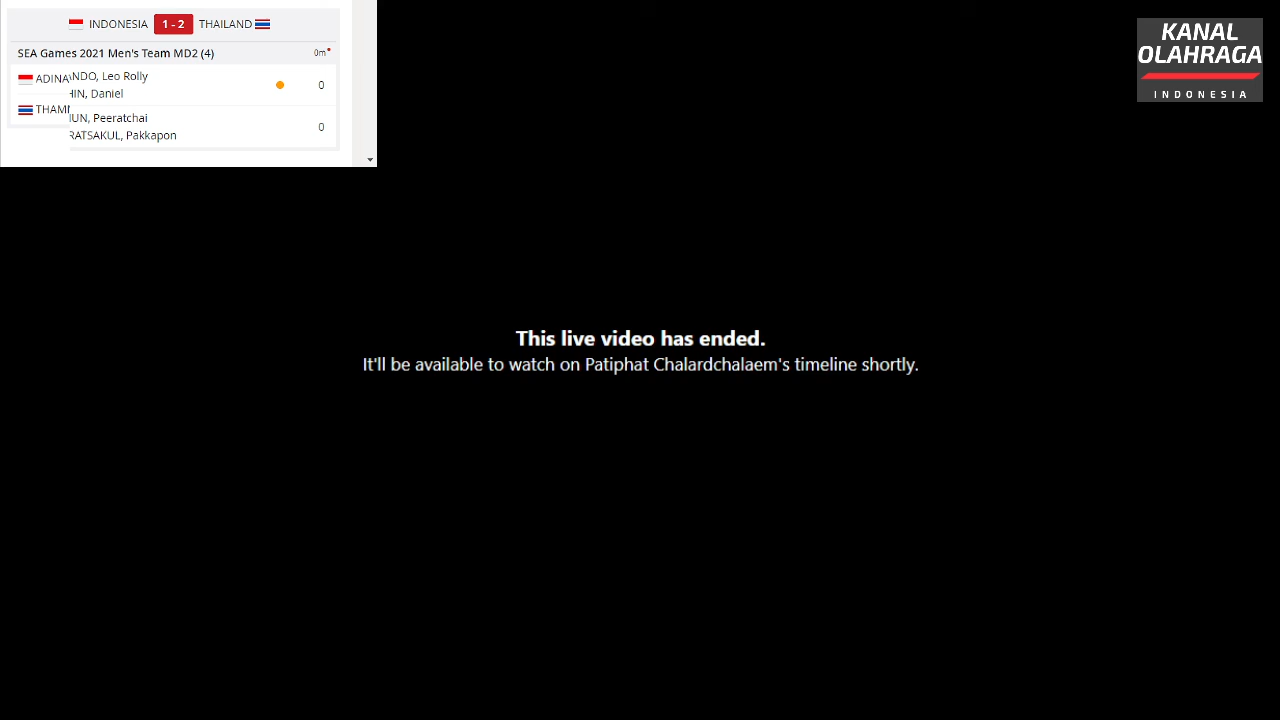 INDONESIA 1 - 2 THAILAND
SEA Games 2021 Men's Team MD2 (4) 0m
ADINA
NDO, Leo Rolly
HIN, Daniel
0
THAM
UN, Peeratchai
RATSAKUL, Pakkapon
0
KANAL
OLAHRAGA
INDONESIA
This live video has ended.
It'll be available to watch on Patiphat Chalardchalaem's timeline shortly.